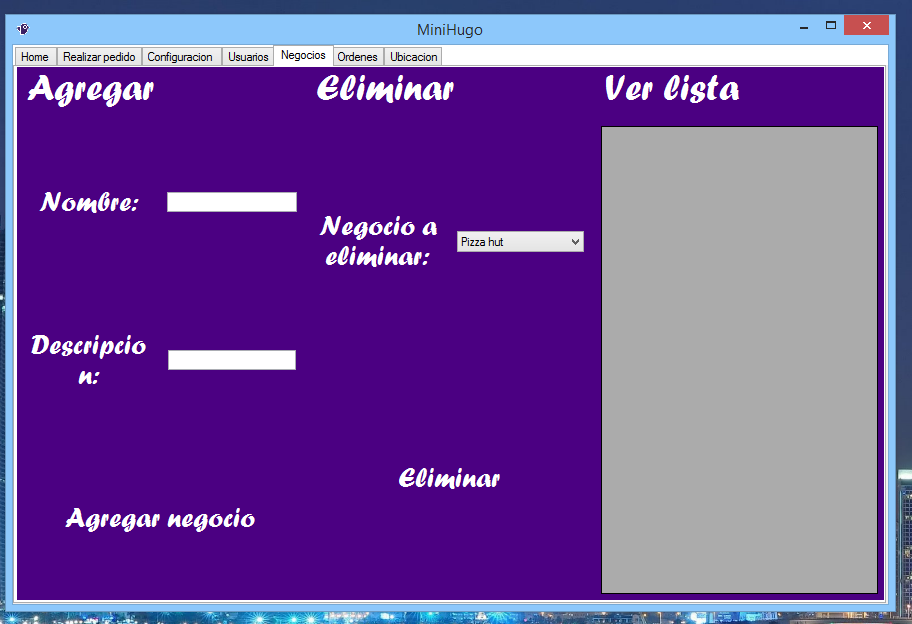 MiniHugo
Home Realizar pedido Configuracion Usuarios Negocios Ordenes Ubicacion
Agregar
Nombre:
Descripcio
n:
Agregar negocio
Eliminar
Negocio a
eliminar:
Pizza hut
Eliminar
Ver lista